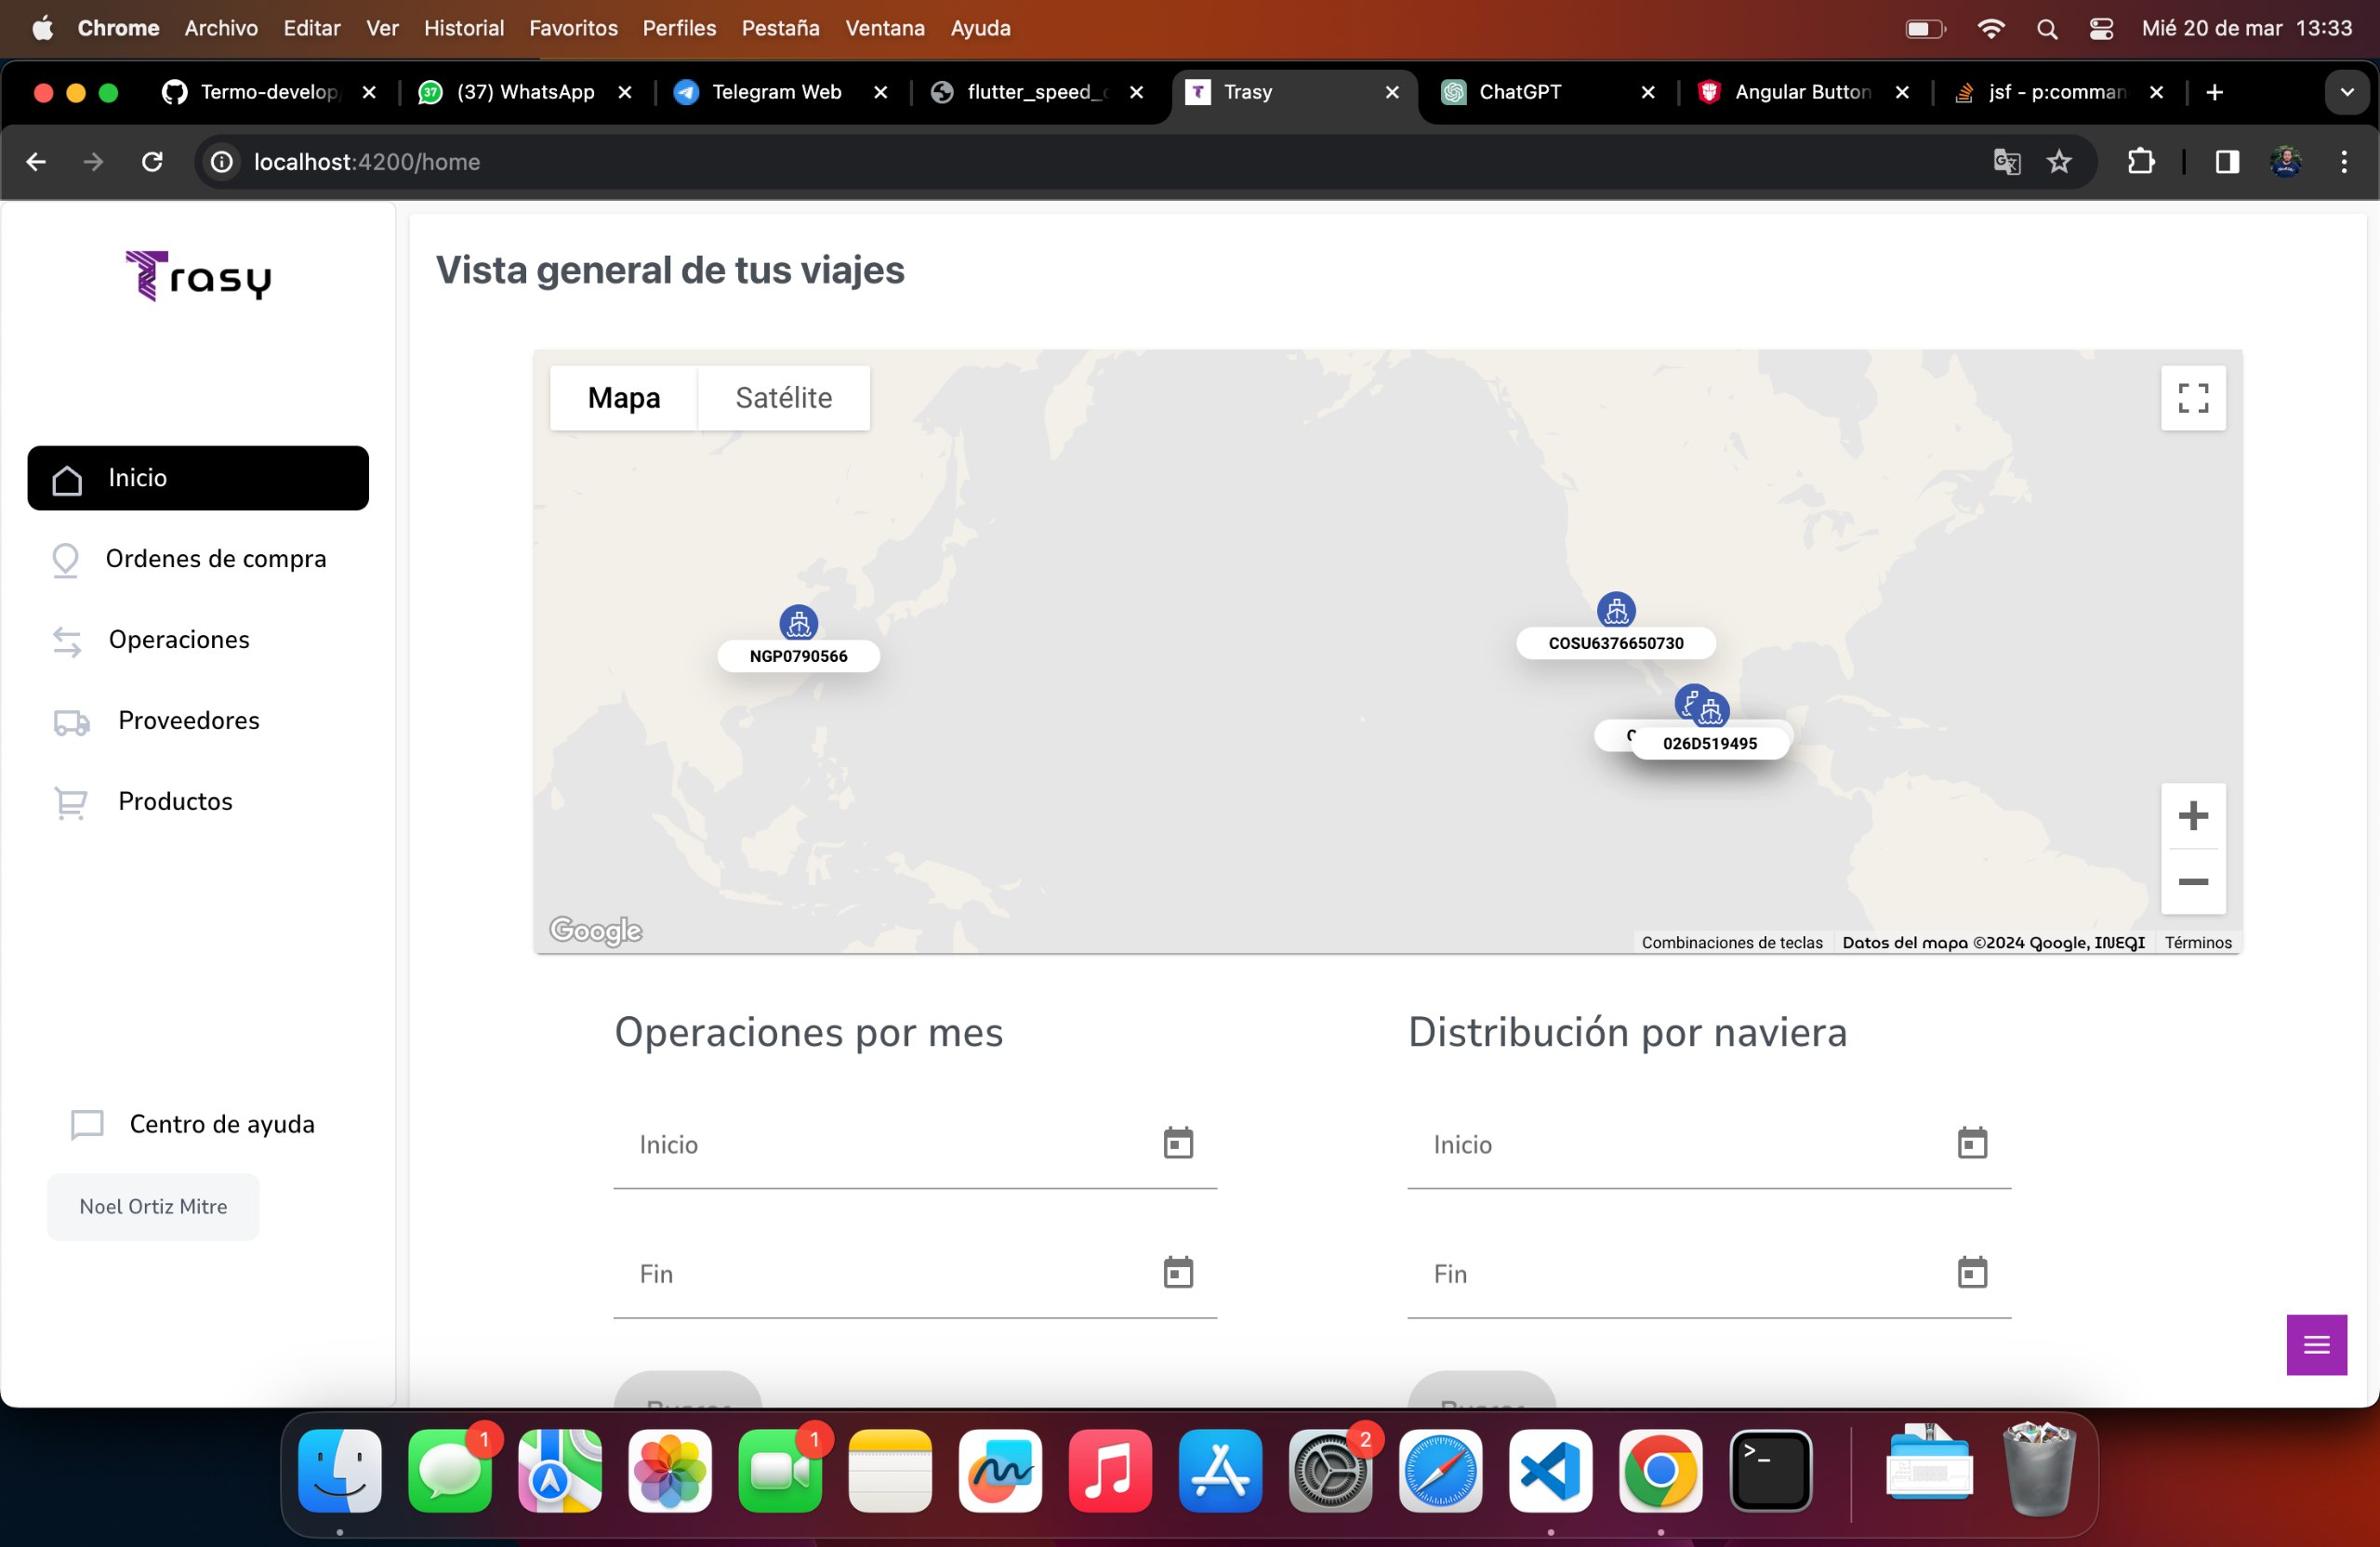 Chrome Archivo Editar Ver Historial Favoritos Perfiles Pestaña Ventana Ayuda Mié 20 de mar 13:33
Termo-develop 37 (37) WhatsApp Telegram Web flutter_speed_ Trasy ChatGPT Angular Button jsf - p:comman
localhost:4200/home
Trasy
Inicio
Ordenes de compra
Operaciones
Proveedores
Productos
Centro de ayuda
Noel Ortiz Mitre
Vista general de tus viajes
Mapa Satélite
NGP0790566
COSU6376650730
026D519495
Google
Combinaciones de teclas Datos del mapa ©2024 Google, INEGI Términos
Operaciones por mes
Inicio
Fin
Distribución por naviera
Inicio
Fin
1 1 2